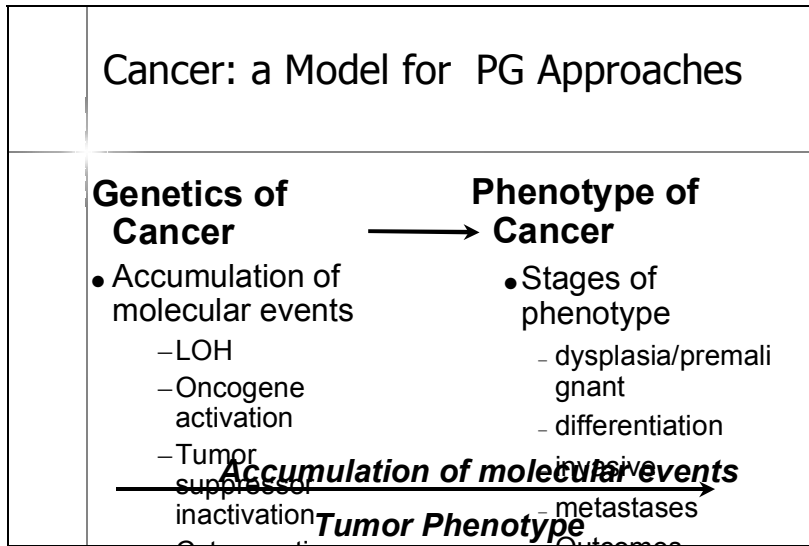 Cancer: a Model for PG Approaches
Genetics of
Cancer
• Accumulation of
molecular events
–LOH
–Oncogene
activation
–Tumor
suppressor
inactivation
Phenotype of
Cancer
• Stages of
phenotype
– dysplasia/premali
gnant
– differentiation
– invasive
– metastases
Outcomes
Accumulation of molecular events
Tumor Phenotype